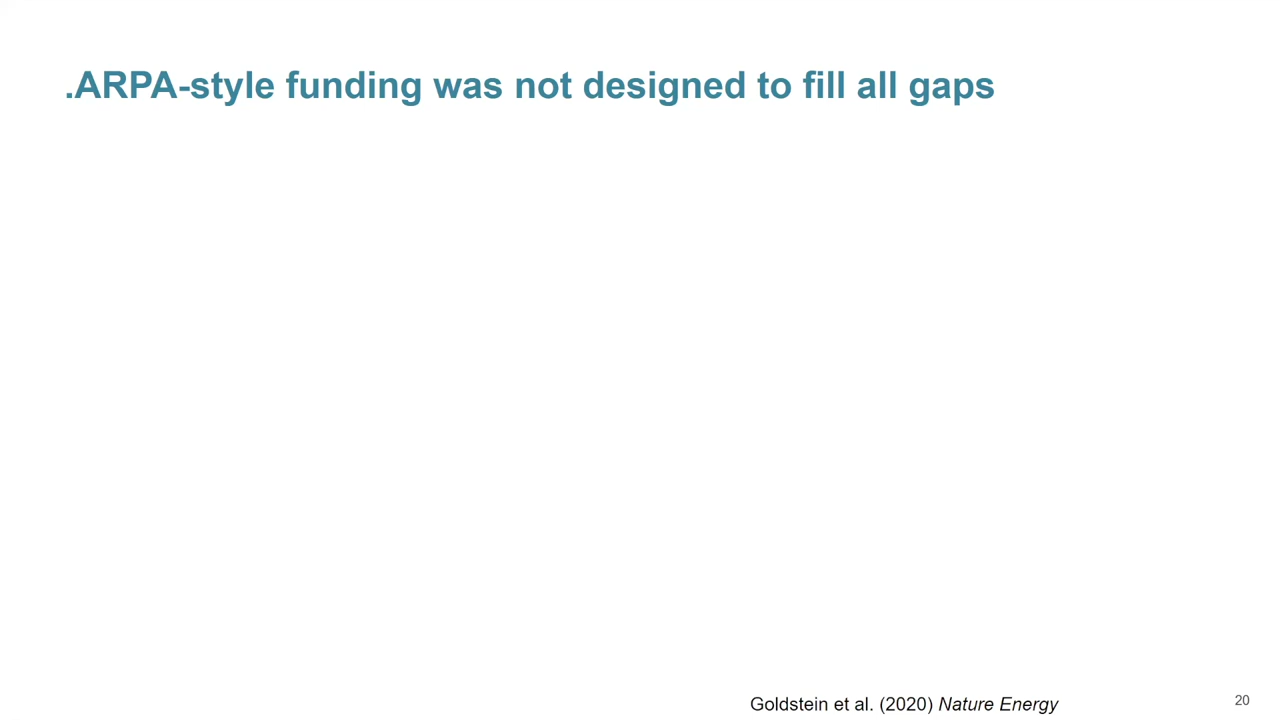 .ARPA-style funding was not designed to fill all gaps
Goldstein et al. (2020) Nature Energy
20